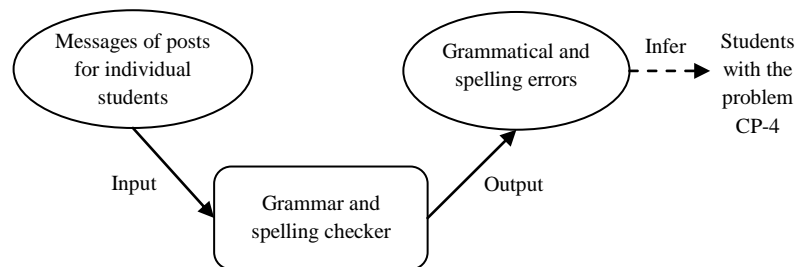 Messages of posts
for individual
students
Input
Grammar and
spelling checker
Output
Grammatical and
spelling errors
Infer
Students
with the
problem
CP-4